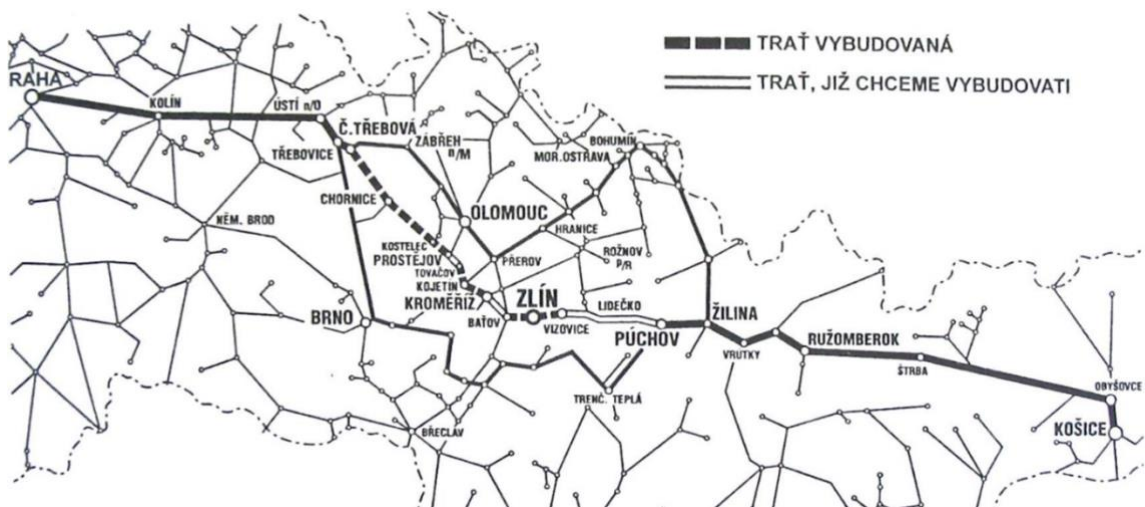 TRAŤ VYBUDOVANÁ
TRAŤ, JIŽ CHCEME VYBUDOVATI
RAHA
KOLÍN
ÚSTÍ n/O
Č.TŘEBOVÁ
TŘEBOVICE
ZÁBŘEH
n/M
BOHUMÍN
MOR.OSTRAVA
CHORNICE
OLOMOUC
NĚM. BROD
HRANICE
KOSTELEC
PROSTĚJOV
ROŽNOV
p/R
PŘEROV
TOVAČOV
KOJETIN
KROMĚŘÍŽ
ZLÍN
LIDEČKO
BRNO
BAŤOV
VIZOVICE
PÚCHOV
ŽILINA
VRÚTKY
RUŽOMBEROK
ŠTRBA
TRENČ. TEPLÁ
OBYŠOVCE
BŘECLAV
KOŠICE